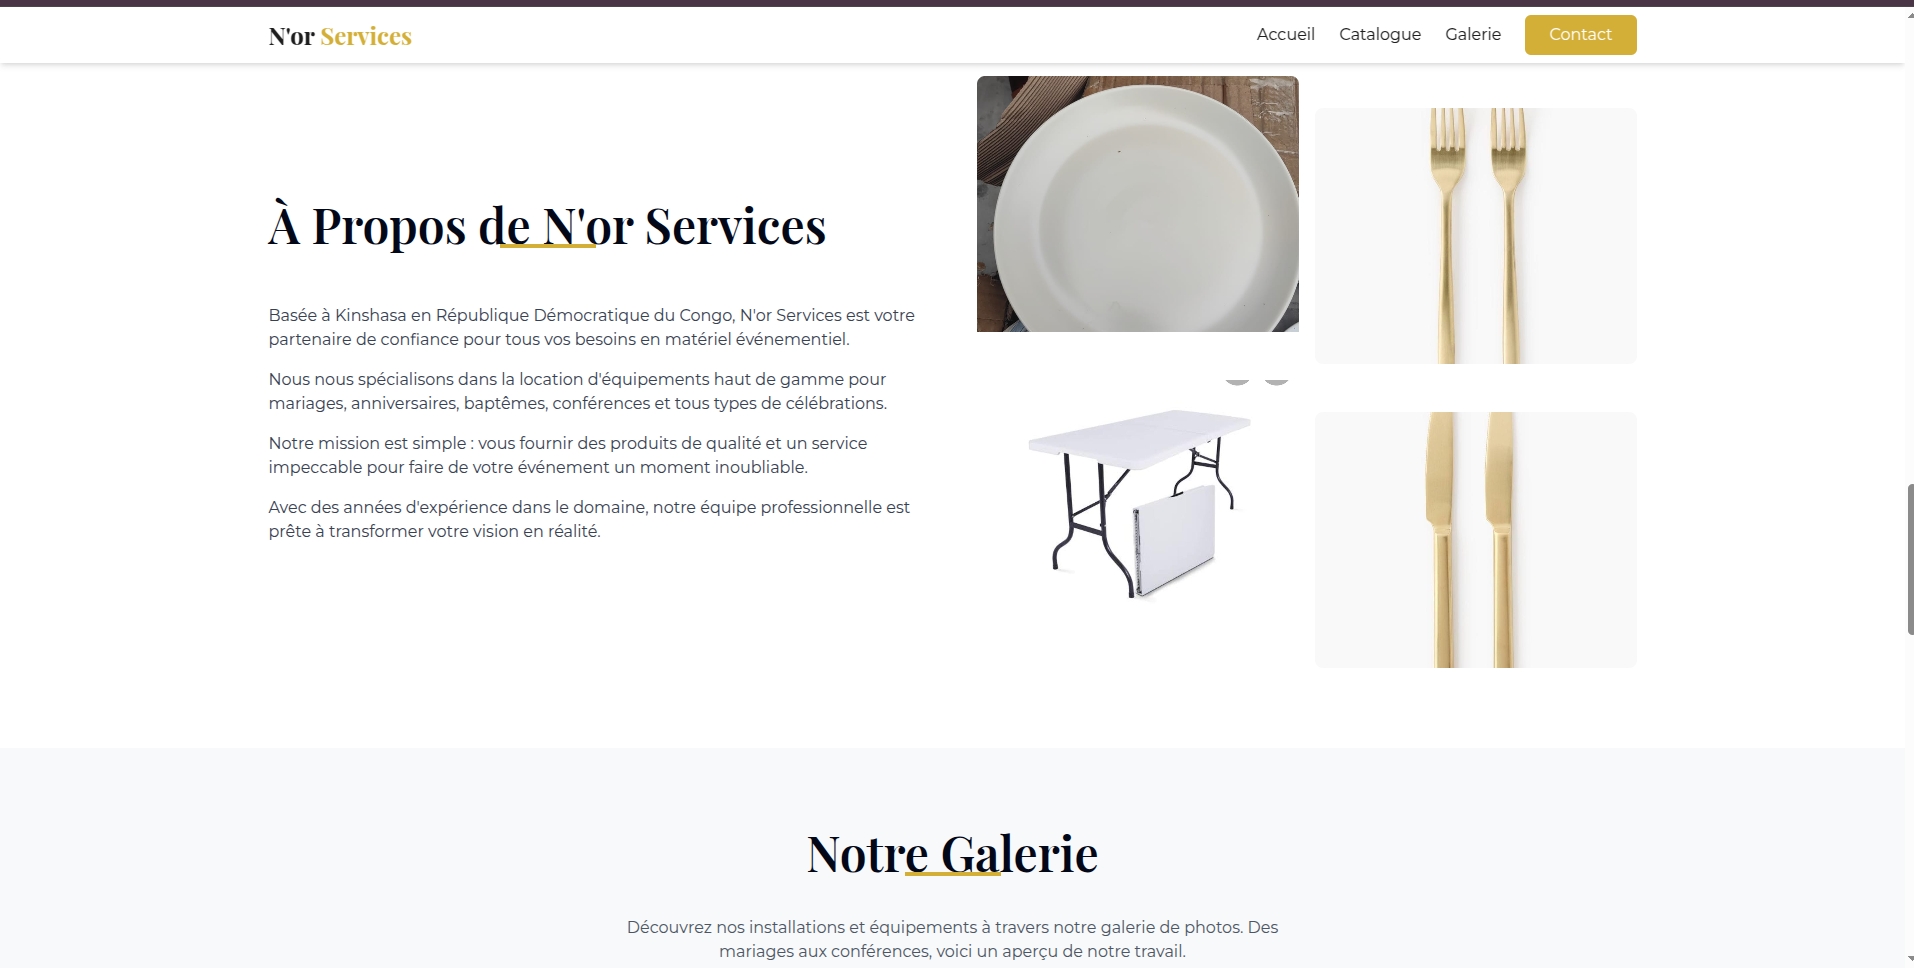 N'or Services
Accueil
Catalogue
Galerie
Contact
À Propos de N'or Services
Basée à Kinshasa en République Démocratique du Congo, N'or Services est votre
partenaire de confiance pour tous vos besoins en matériel événementiel.
Nous nous spécialisons dans la location d'équipements haut de gamme pour
mariages, anniversaires, baptêmes, conférences et tous types de célébrations.
Notre mission est simple : vous fournir des produits de qualité et un service
impeccable pour faire de votre événement un moment inoubliable.
Avec des années d'expérience dans le domaine, notre équipe professionnelle est
prête à transformer votre vision en réalité.
Notre Galerie
Découvrez nos installations et équipements à travers notre galerie de photos. Des
mariages aux conférences, voici un aperçu de notre travail.